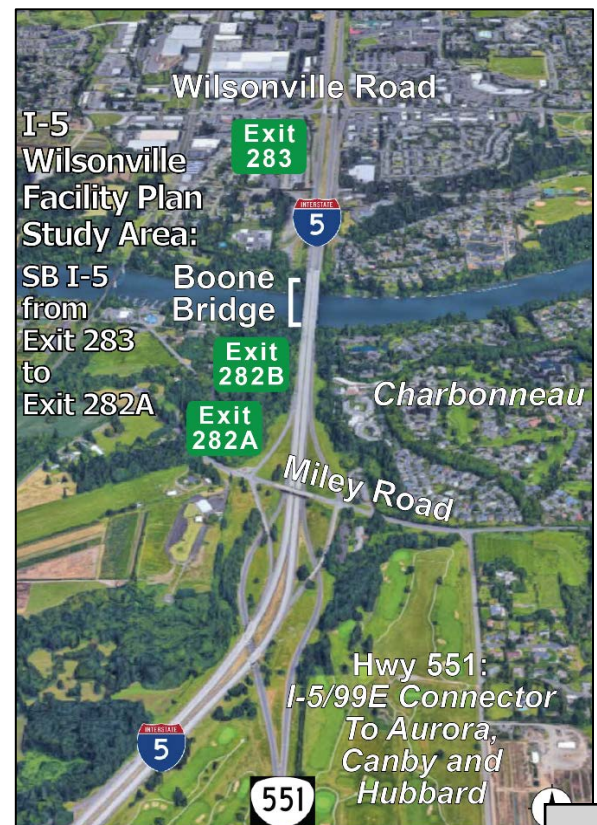 Wilsonville Road
I-5
Wilsonville
Facility Plan
Study Area:
SB I-5
from
Exit 283
to
Exit 282A
Exit
283
INTERSTATE
5
Boone
Bridge
Exit
282B
Exit
282A
Charbonneau
Miley Road
Hwy 551:
I-5/99E Connector
To Aurora,
Canby and
Hubbard
INTERSTATE
5
551